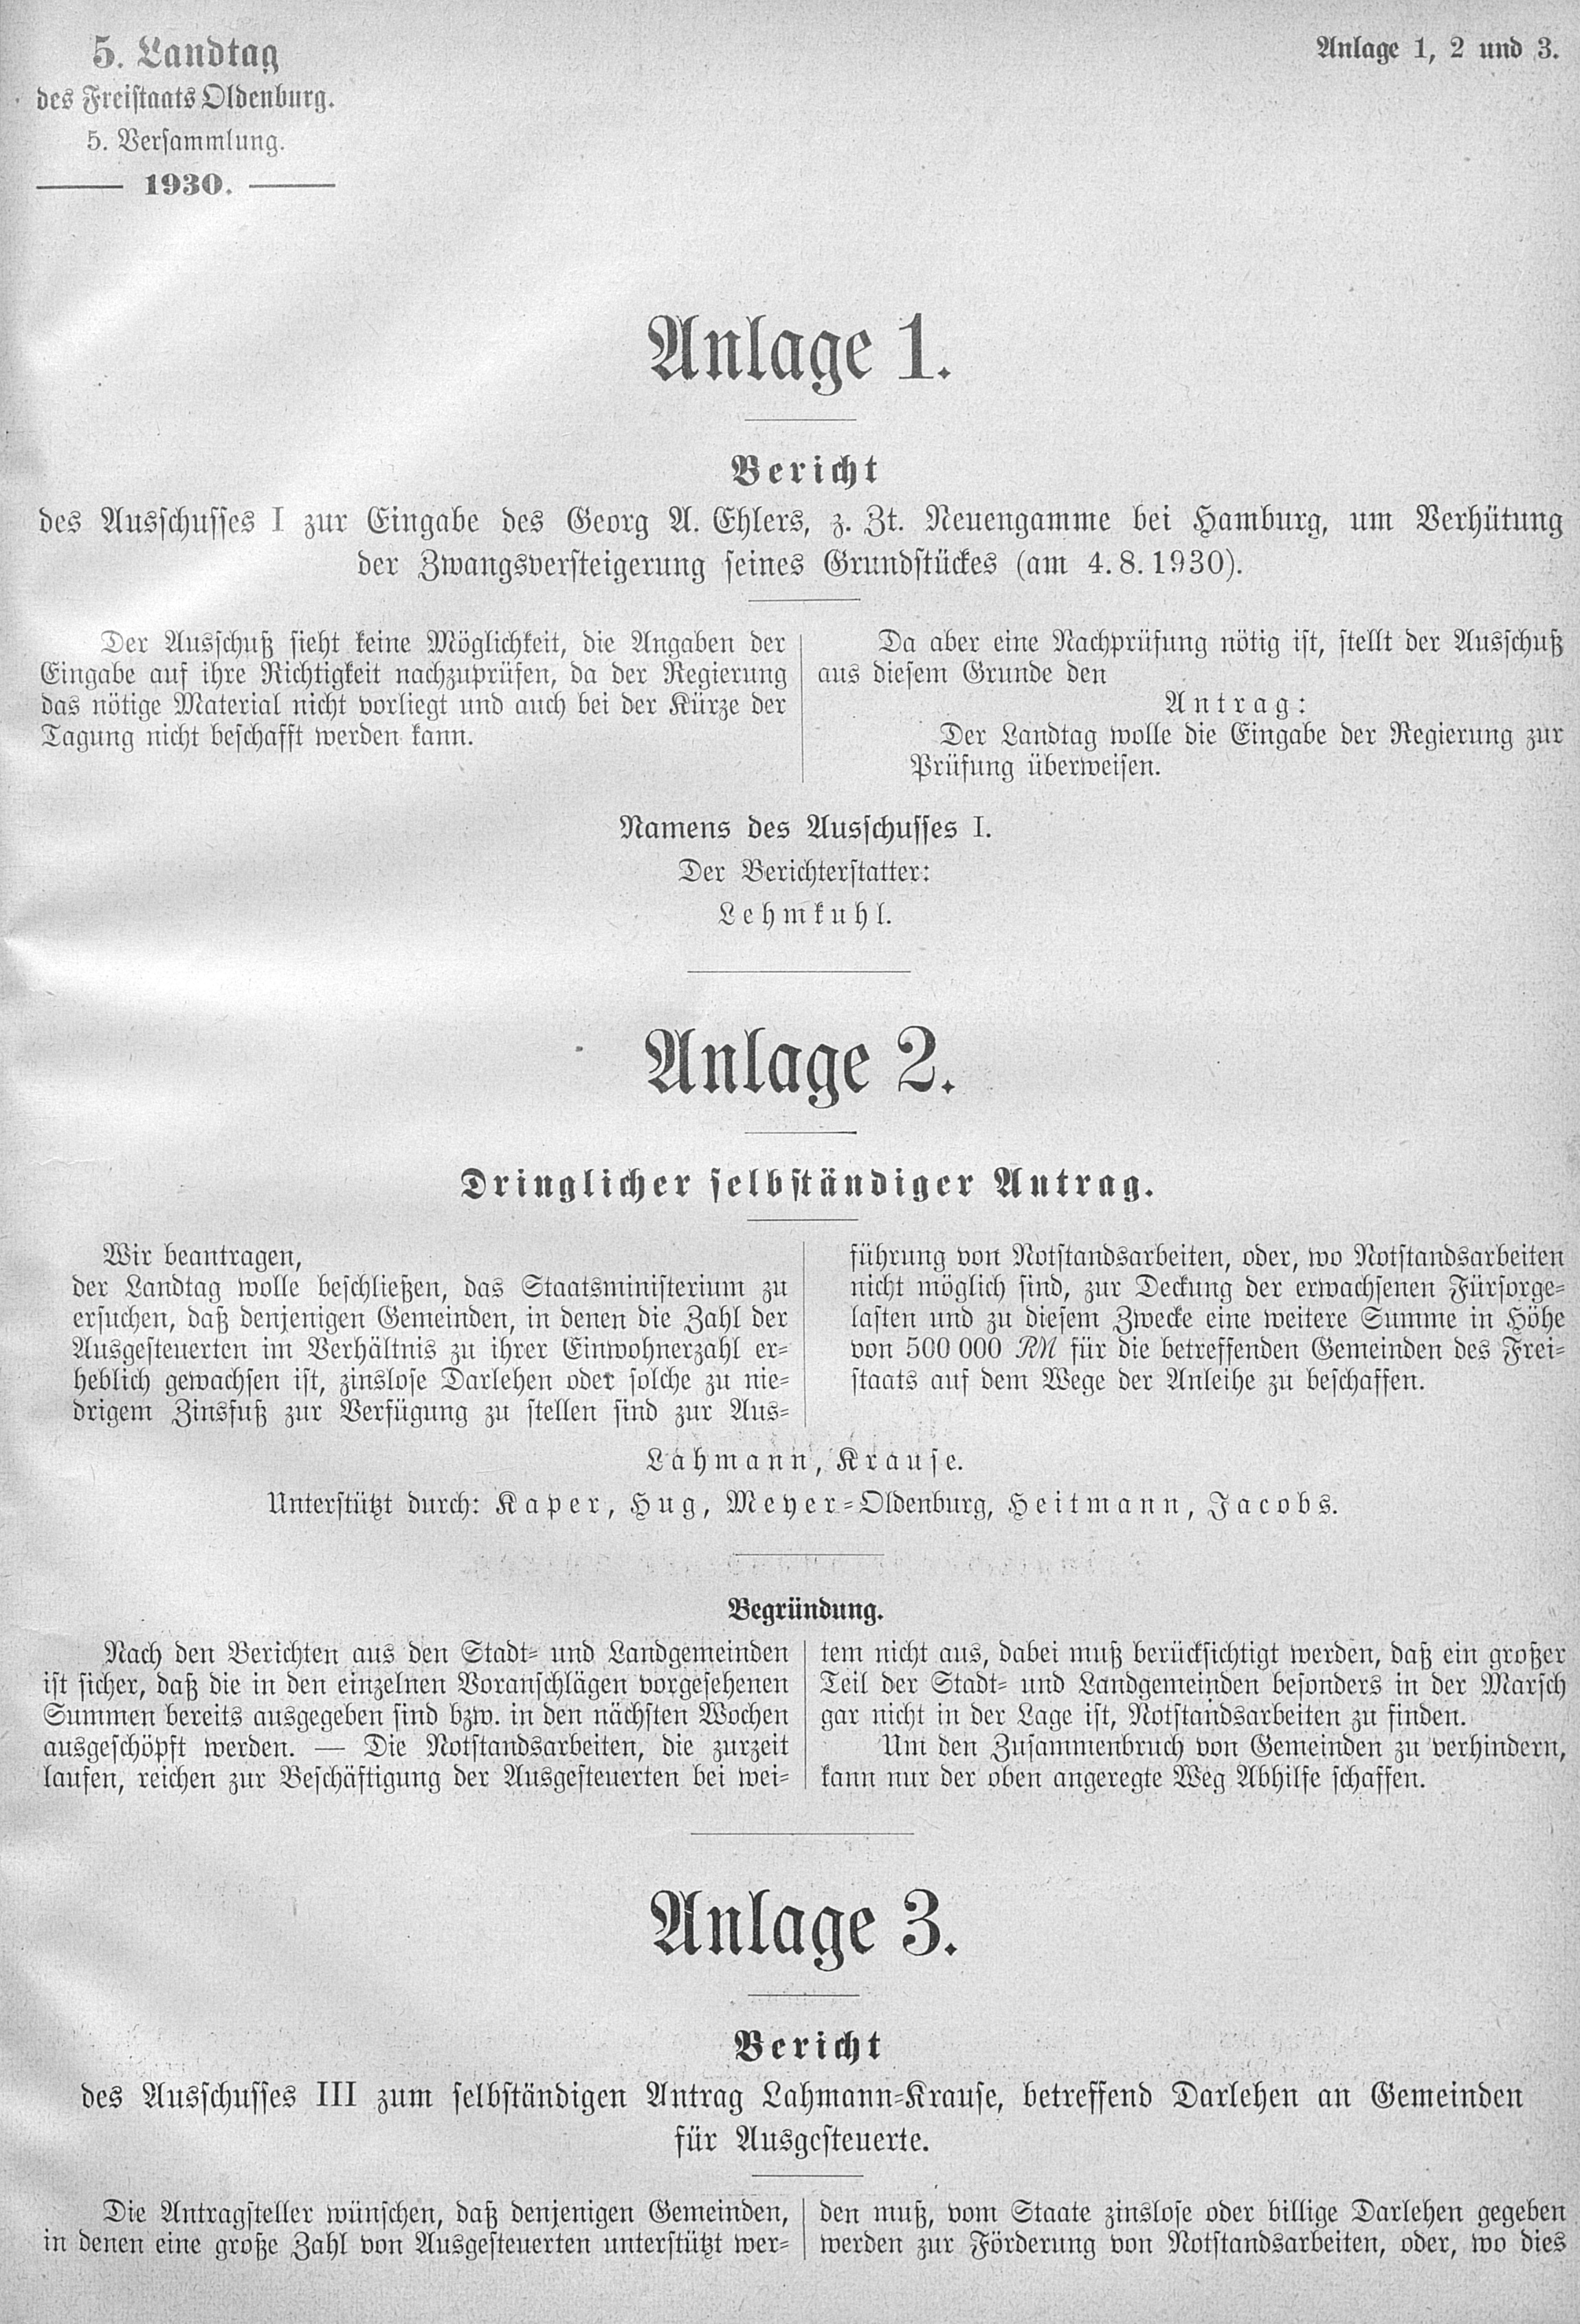 5. Landtag
des Freistaats Oldenburg.
5. Versammlung.
1930.
Anlage 1, 2 und 3.
Anlage 1.
Bericht
des Ausschusses I zur Eingabe des Georg A. Ehlers, z. Zt. Neuengamme bei Hamburg, um Verhütung
der Zwangsversteigerung seines Grundstückes (am 4. 8. 1930).
Der Ausschuß sieht keine Möglichkeit, die Angaben der
Eingabe auf ihre Richtigkeit nachzuprüfen, da der Regierung
das nötige Material nicht vorliegt und auch bei der Kürze der
Tagung nicht beschafft werden kann.
Da aber eine Nachprüfung nötig ist, stellt der Ausschuß
aus diesem Grunde den
Antrag:
Der Landtag wolle die Eingabe der Regierung zur
Prüfung überweisen.
Namens des Ausschusses I.
Der Berichterstatter:
Lehmkuhl.
Anlage 2.
Dringlicher selbständiger Antrag.
Wir beantragen,
der Landtag wolle beschließen, das Staatsministerium zu
ersuchen, daß denjenigen Gemeinden, in denen die Zahl der
Ausgesteuerten im Verhältnis zu ihrer Einwohnerzahl er-
heblich gewachsen ist, zinslose Darlehen oder solche zu nie-
drigem Zinsfuß zur Verfügung zu stellen sind zur Aus-
führung von Notstandsarbeiten, oder, wo Notstandsarbeiten
nicht möglich sind, zur Deckung der erwachsenen Fürsorge-
lasten und zu diesem Zwecke eine weitere Summe in Höhe
von 500 000 RM für die betreffenden Gemeinden des Frei-
staats auf dem Wege der Anleihe zu beschaffen.
Lahmann, Krause.
Unterstützt durch: Kaper, Hug, Meyer-Oldenburg, Heitmann, Jacobs.
Begründung.
Nach den Berichten aus den Stadt- und Landgemeinden
ist sicher, daß die in den einzelnen Voranschlägen vorgesehenen
Summen bereits ausgegeben sind bzw. in den nächsten Wochen
ausgeschöpft werden. — Die Notstandsarbeiten, die zurzeit
laufen, reichen zur Beschäftigung der Ausgesteuerten bei wei-
tem nicht aus, dabei muß berücksichtigt werden, daß ein großer
Teil der Stadt- und Landgemeinden besonders in der Marsch
gar nicht in der Lage ist, Notstandsarbeiten zu finden.
Um den Zusammenbruch von Gemeinden zu verhindern,
kann nur der oben angeregte Weg Abhilfe schaffen.
Anlage 3.
Bericht
des Ausschusses III zum selbständigen Antrag Lahmann-Krause, betreffend Darlehen an Gemeinden
für Ausgesteuerte.
Die Antragsteller wünschen, daß denjenigen Gemeinden,
in denen eine große Zahl von Ausgesteuerten unterstützt wer-
den muß, vom Staate zinslose oder billige Darlehen gegeben
werden zur Förderung von Notstandsarbeiten, oder, wo dies